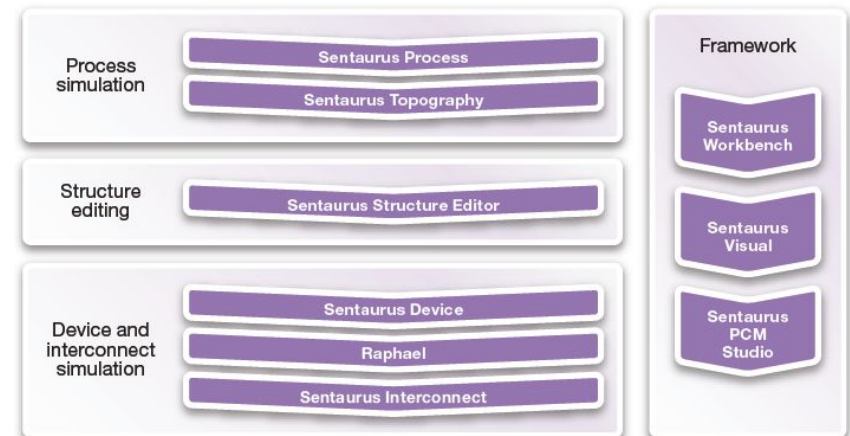 Process
simulation
Sentaurus Process
Sentaurus Topography
Structure
editing
Sentaurus Structure Editor
Device and
interconnect
simulation
Sentaurus Device
Raphael
Sentaurus Interconnect
Framework
Sentaurus
Workbench
Sentaurus
Visual
Sentaurus
PCM
Studio